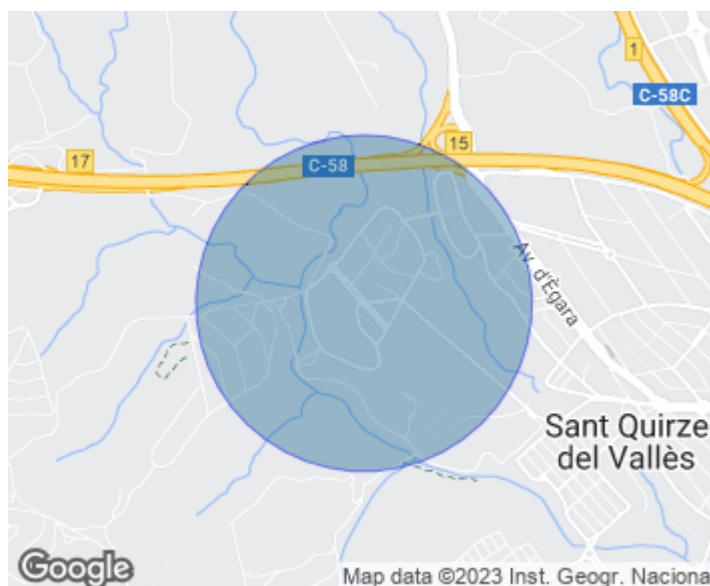 1
C-58C
15
17
C-58
Av. d'Ègara
Sant Quirze
del Vallès
Google
Map data ©2023 Inst. Geogr. Naciona